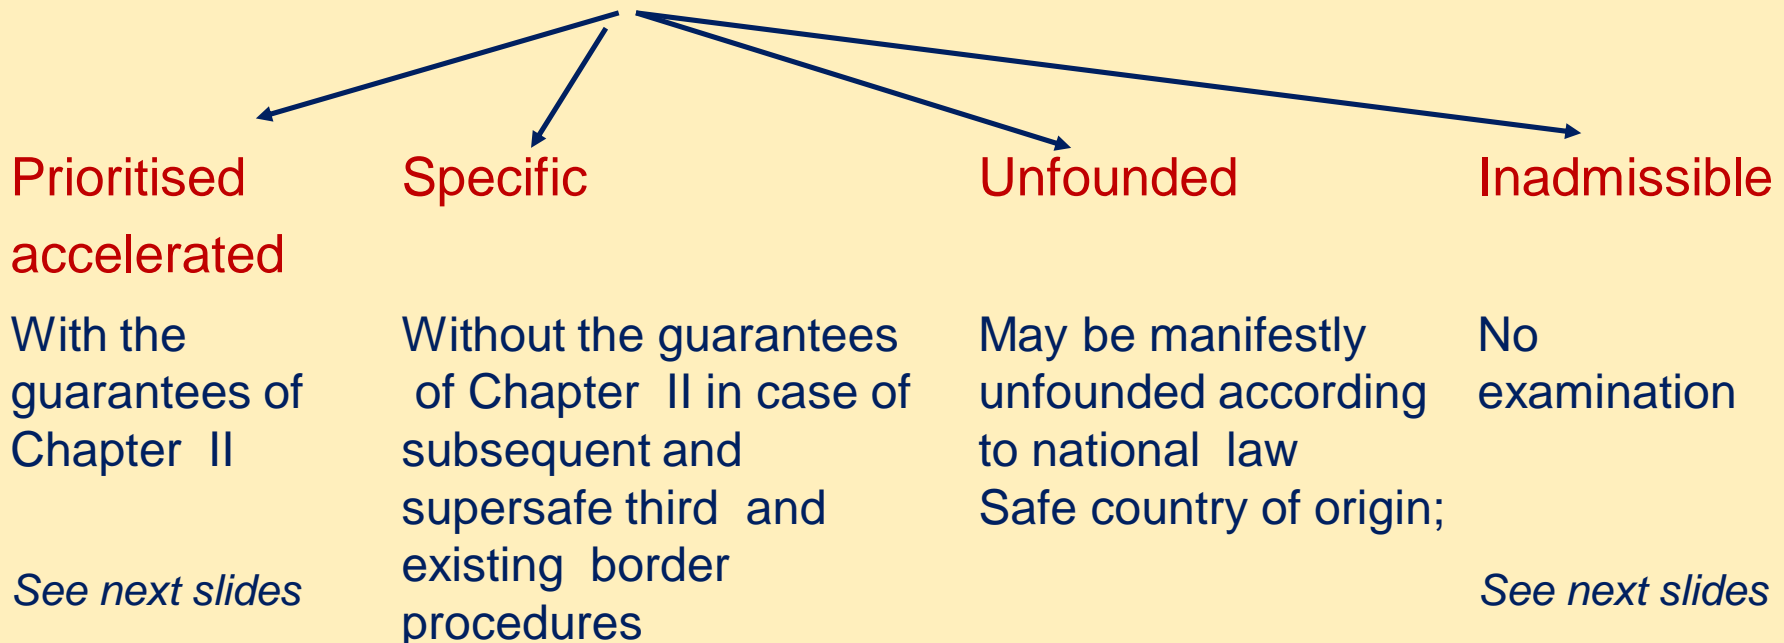 Prioritised
accelerated
With the
guarantees of
Chapter II
See next slides
Specific
Without the guarantees
of Chapter II in case of
subsequent and
supersafe third and
existing border
procedures
Unfounded
May be manifestly
unfounded according
to national law
Safe country of origin;
Inadmissible
No
examination
See next slides